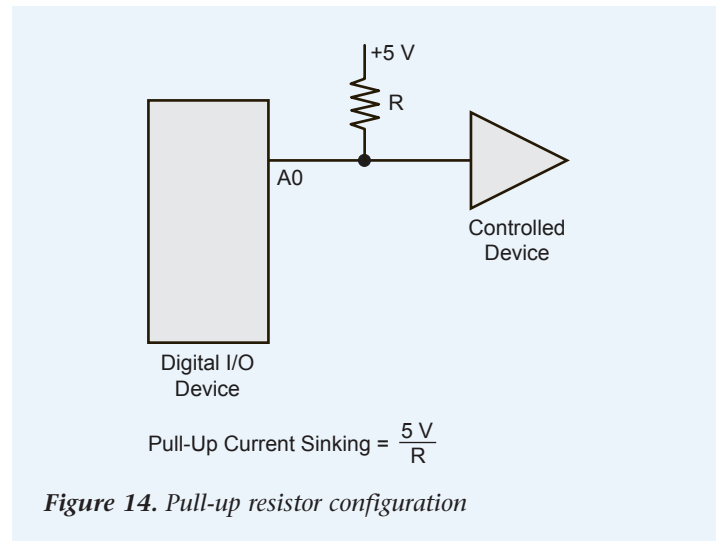 +5 V
R
A0
Controlled
Device
Digital I/O
Device
Pull-Up Current Sinking = 5 V
R
Figure 14. Pull-up resistor configuration